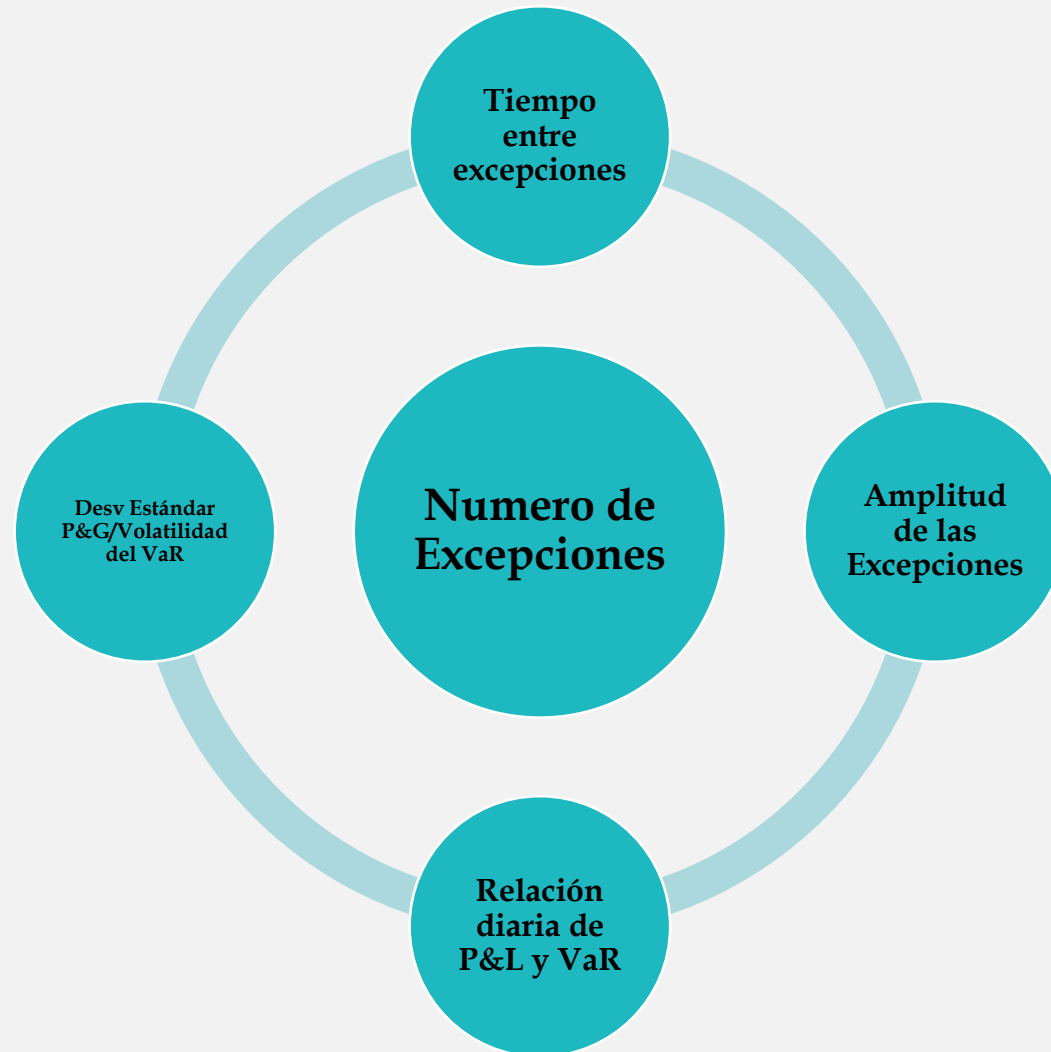 Tiempo
entre
excepciones
Numero de
Excepciones
Amplitud
de las
Excepciones
Relación
diaria de
P&L y VaR
Desv Estándar
P&G/Volatilidad
del VaR